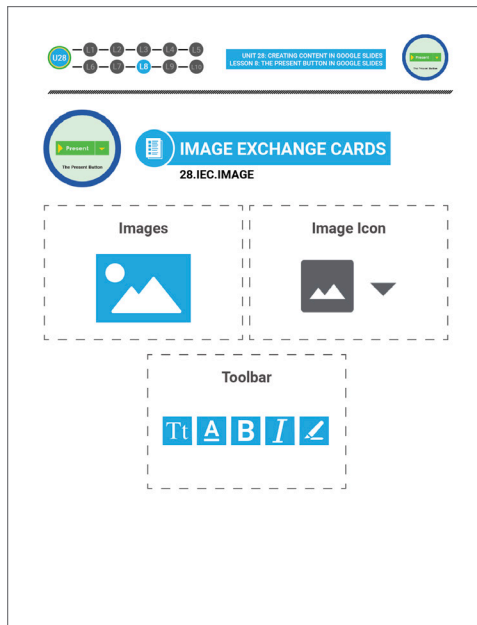 U28
L1 L2 L3 L4 L5
L6 L7 L8 L9 L10
UNIT 28: CREATING CONTENT IN GOOGLE SLIDES
LESSON 8: THE PRESENT BUTTON IN GOOGLE SLIDES
Present
The Present Button
Present
The Present Button
IMAGE EXCHANGE CARDS
28.IEC.IMAGE
Images
Image Icon
Toolbar
Tt A B I